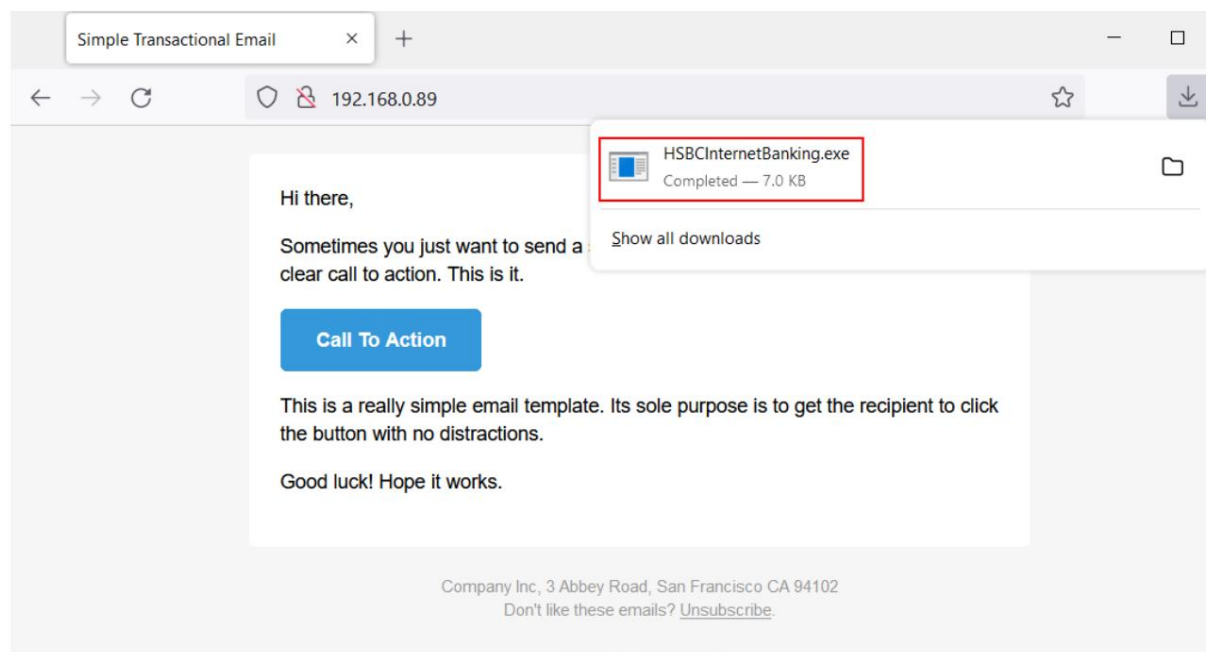 Simple Transactional Email
192.168.0.89
HSBCInternetBanking.exe
Completed — 7.0 KB
Show all downloads
Hi there,
Sometimes you just want to send a
clear call to action. This is it.
Call To Action
This is a really simple email template. Its sole purpose is to get the recipient to click
the button with no distractions.
Good luck! Hope it works.
Company Inc, 3 Abbey Road, San Francisco CA 94102
Don't like these emails? Unsubscribe.